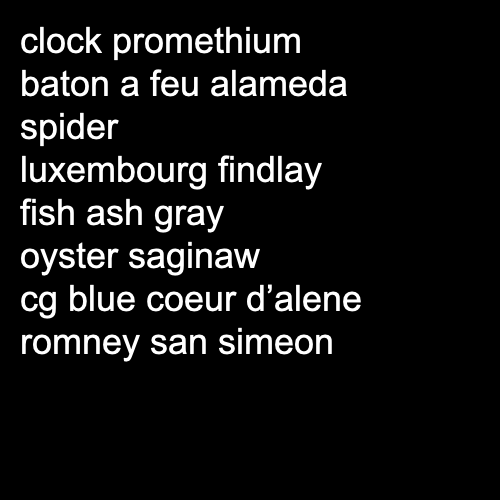 clock promethium
baton a feu alameda
spider
luxembourg findlay
fish ash gray
oyster saginaw
cg blue coeur d’alene
romney san simeon